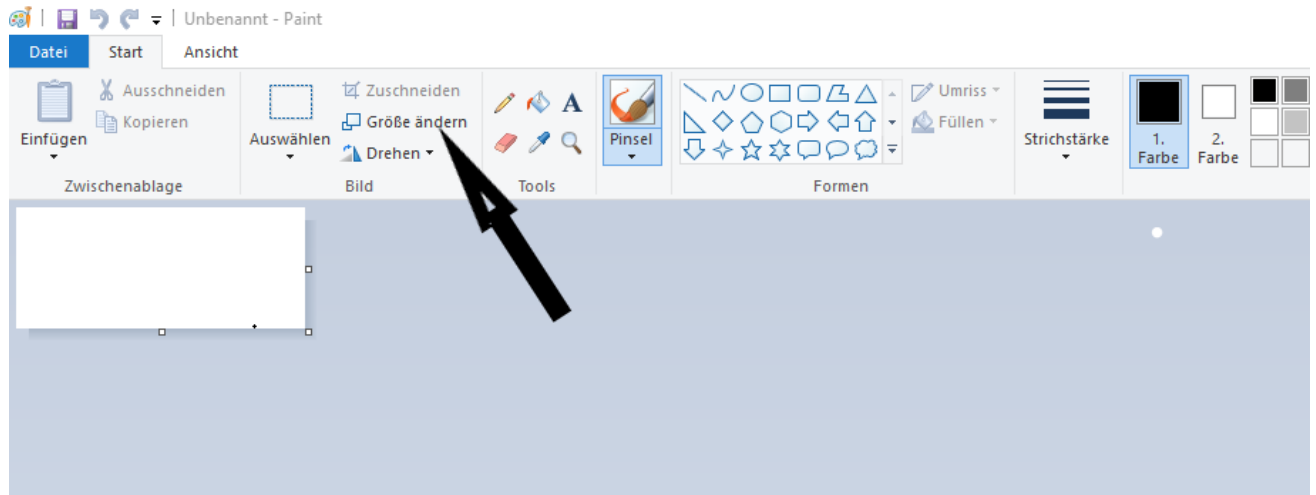 Unbenannt - Paint
Datei Start Ansicht
Einfügen
Ausschneiden
Kopieren
Zwischenablage
Auswählen
Zuschneiden
Größe ändern
Drehen
Bild
A
Tools
Pinsel
Umriss
Füllen
Formen
Strichstärke
1.
Farbe
2.
Farbe